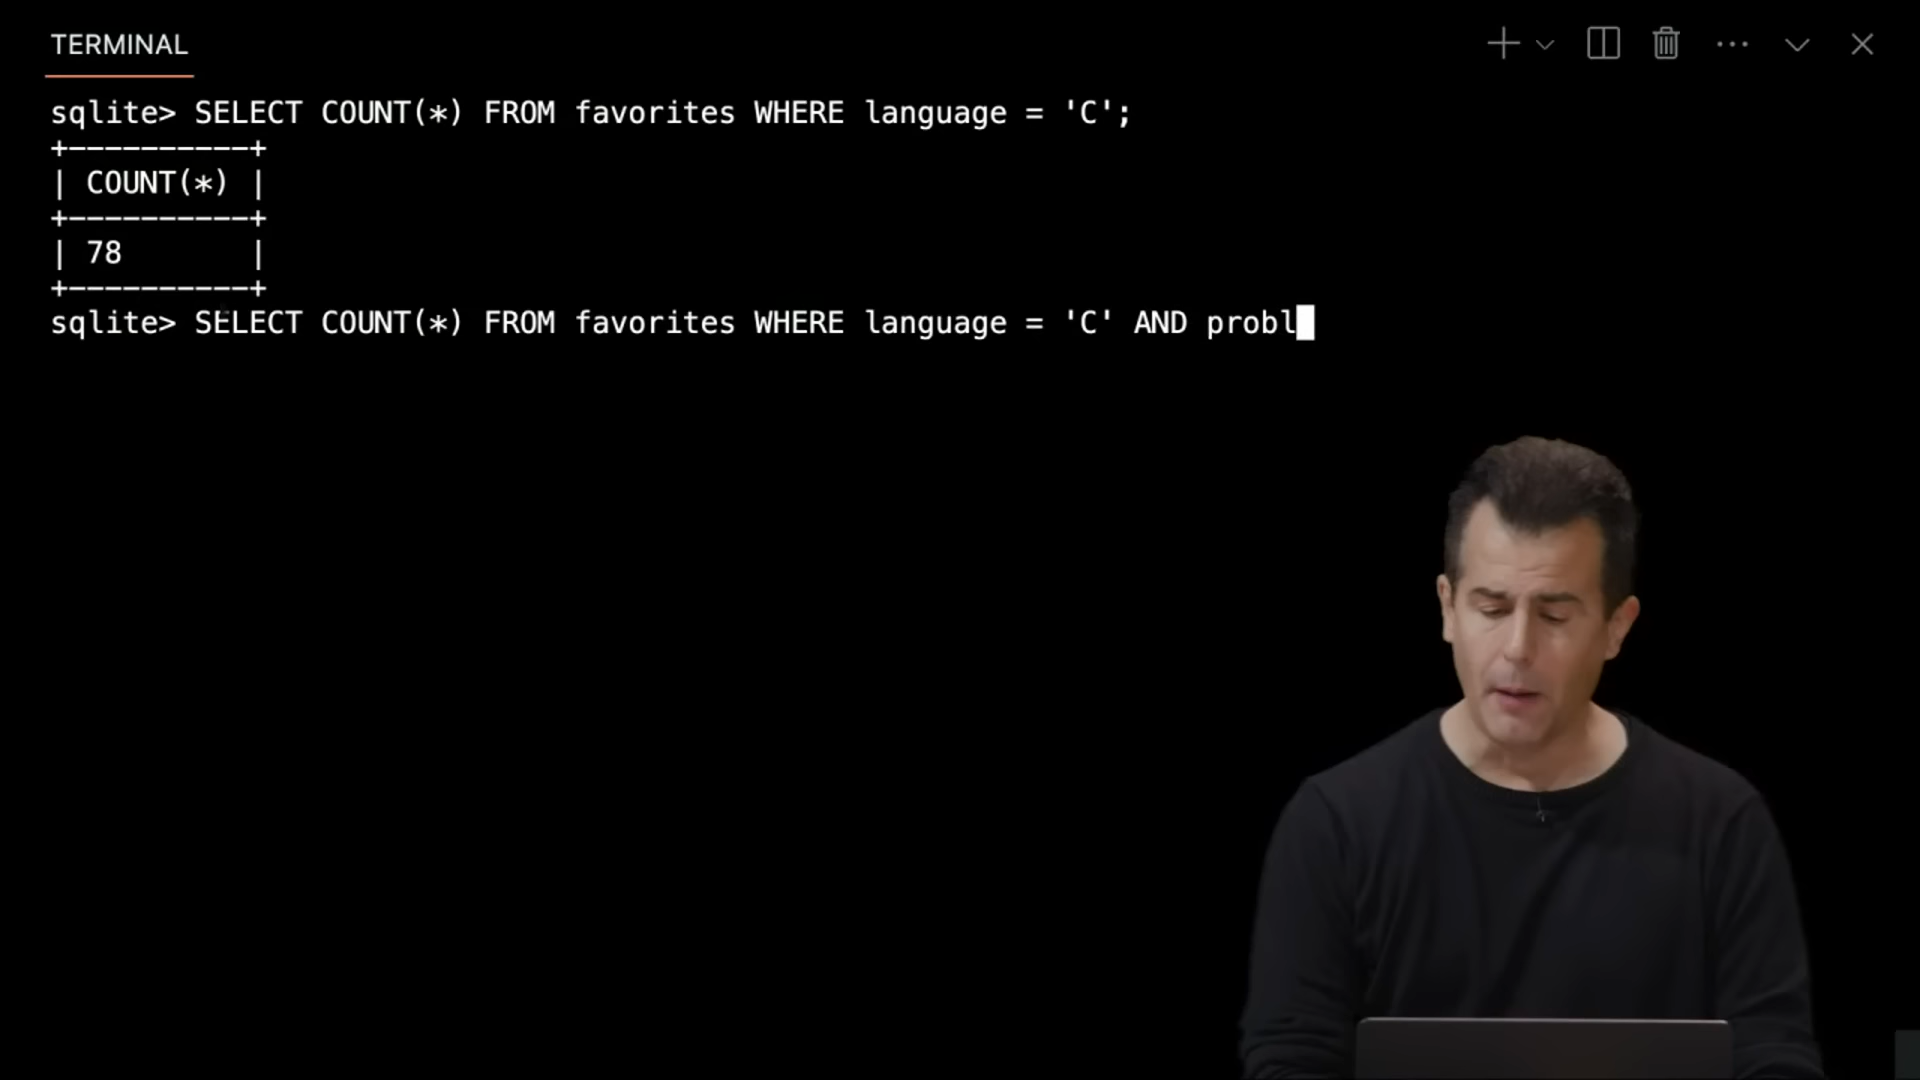 TERMINAL
sqlite> SELECT COUNT(*) FROM favorites WHERE language = 'C';
+----------+
| COUNT(*) |
+----------+
| 78       |
+----------+
sqlite> SELECT COUNT(*) FROM favorites WHERE language = 'C' AND probl